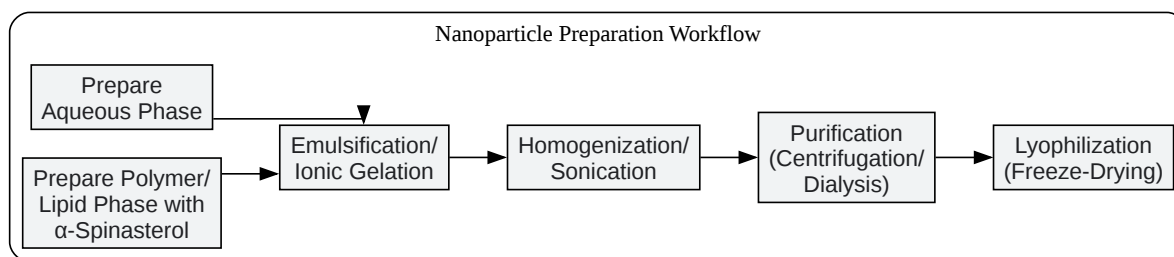 Nanoparticle Preparation Workflow
Prepare
Aqueous Phase
Prepare Polymer/
Lipid Phase with
α-Spinasterol
Emulsification/
Ionic Gelation
Homogenization/
Sonication
Purification
(Centrifugation/
Dialysis)
Lyophilization
(Freeze-Drying)